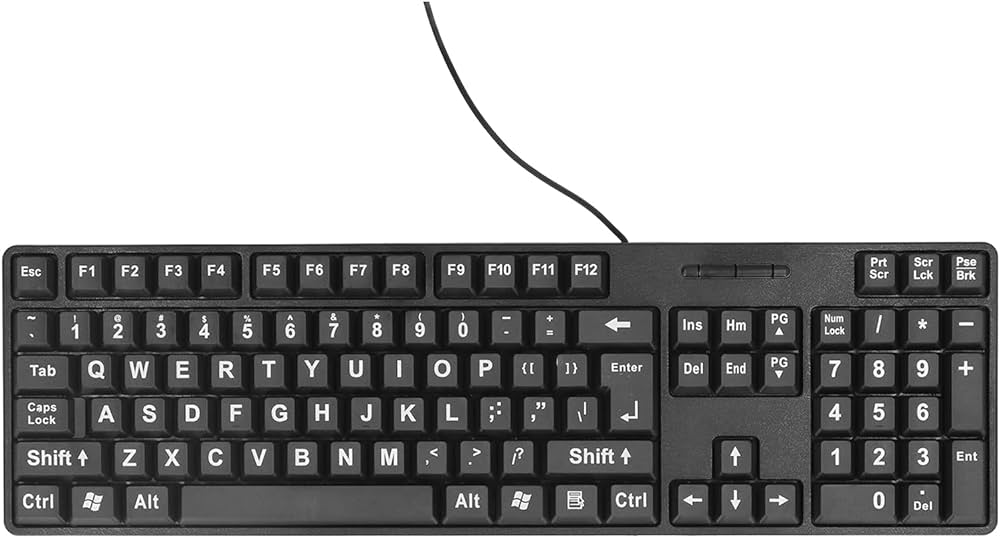 Esc F1 F2 F3 F4 F5 F6 F7 F8 F9 F10 F11 F12 Prt Scr Scr Lck Pse Brk
~ ` ! 1 @ 2 # 3 $ 4 % 5 ^ 6 & 7 * 8 ( 9 ) 0 _ - + = ← Ins Hm PG ▲ Num Lock / * −
Tab Q W E R T Y U I O P { [ ] } Enter ↵ Del End PG ▼ 7 8 9 +
Caps Lock A S D F G H J K L ; : , " \ | 4 5 6
Shift ↑ Z X C V B N M , < . > / ? Shift ↑ ↑ 1 2 3 Ent
Ctrl Alt Alt Ctrl ← ↓ → 0 . Del